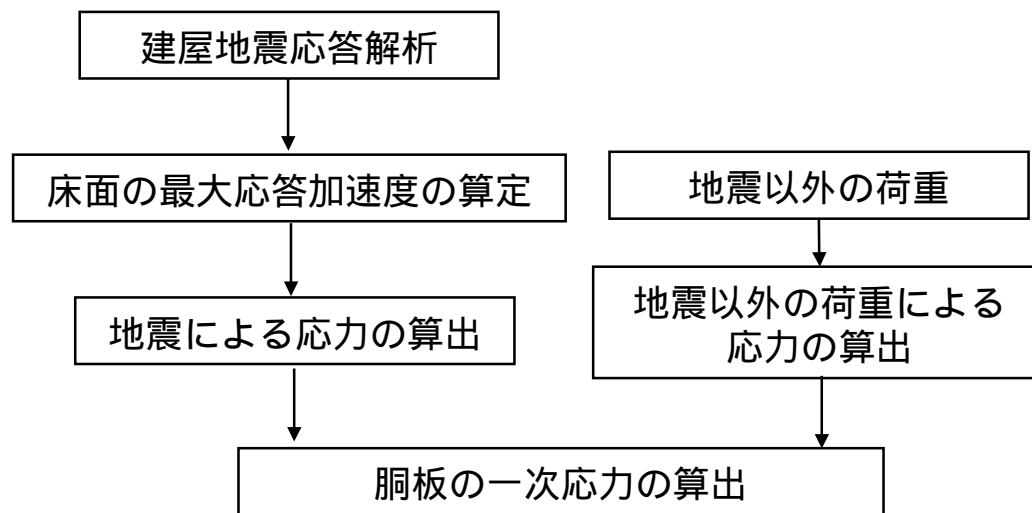 建屋地震応答解析
床面の最大応答加速度の算定
地震以外の荷重
地震による応力の算出
地震以外の荷重による
応力の算出
胴板の一次応力の算出